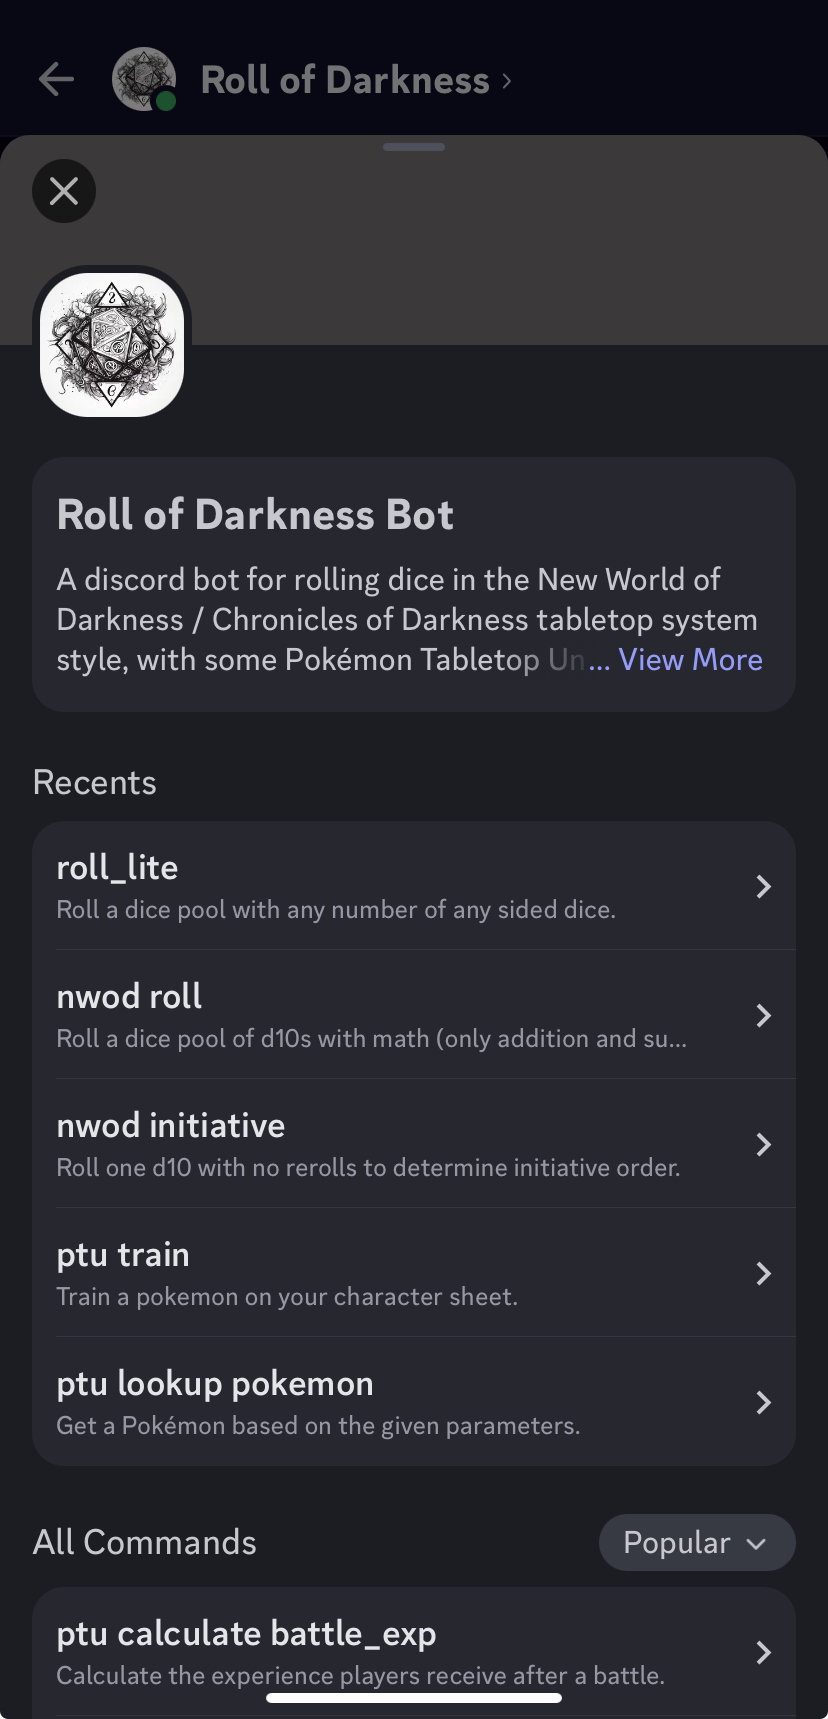 Roll of Darkness
Roll of Darkness Bot
A discord bot for rolling dice in the New World of
Darkness / Chronicles of Darkness tabletop system
style, with some Pokémon Tabletop Un... View More
Recents
roll_lite
Roll a dice pool with any number of any sided dice.
nwod roll
Roll a dice pool of d10s with math (only addition and su...
nwod initiative
Roll one d10 with no rerolls to determine initiative order.
ptu train
Train a pokemon on your character sheet.
ptu lookup pokemon
Get a Pokémon based on the given parameters.
All Commands
Popular
ptu calculate battle_exp
Calculate the experience players receive after a battle.